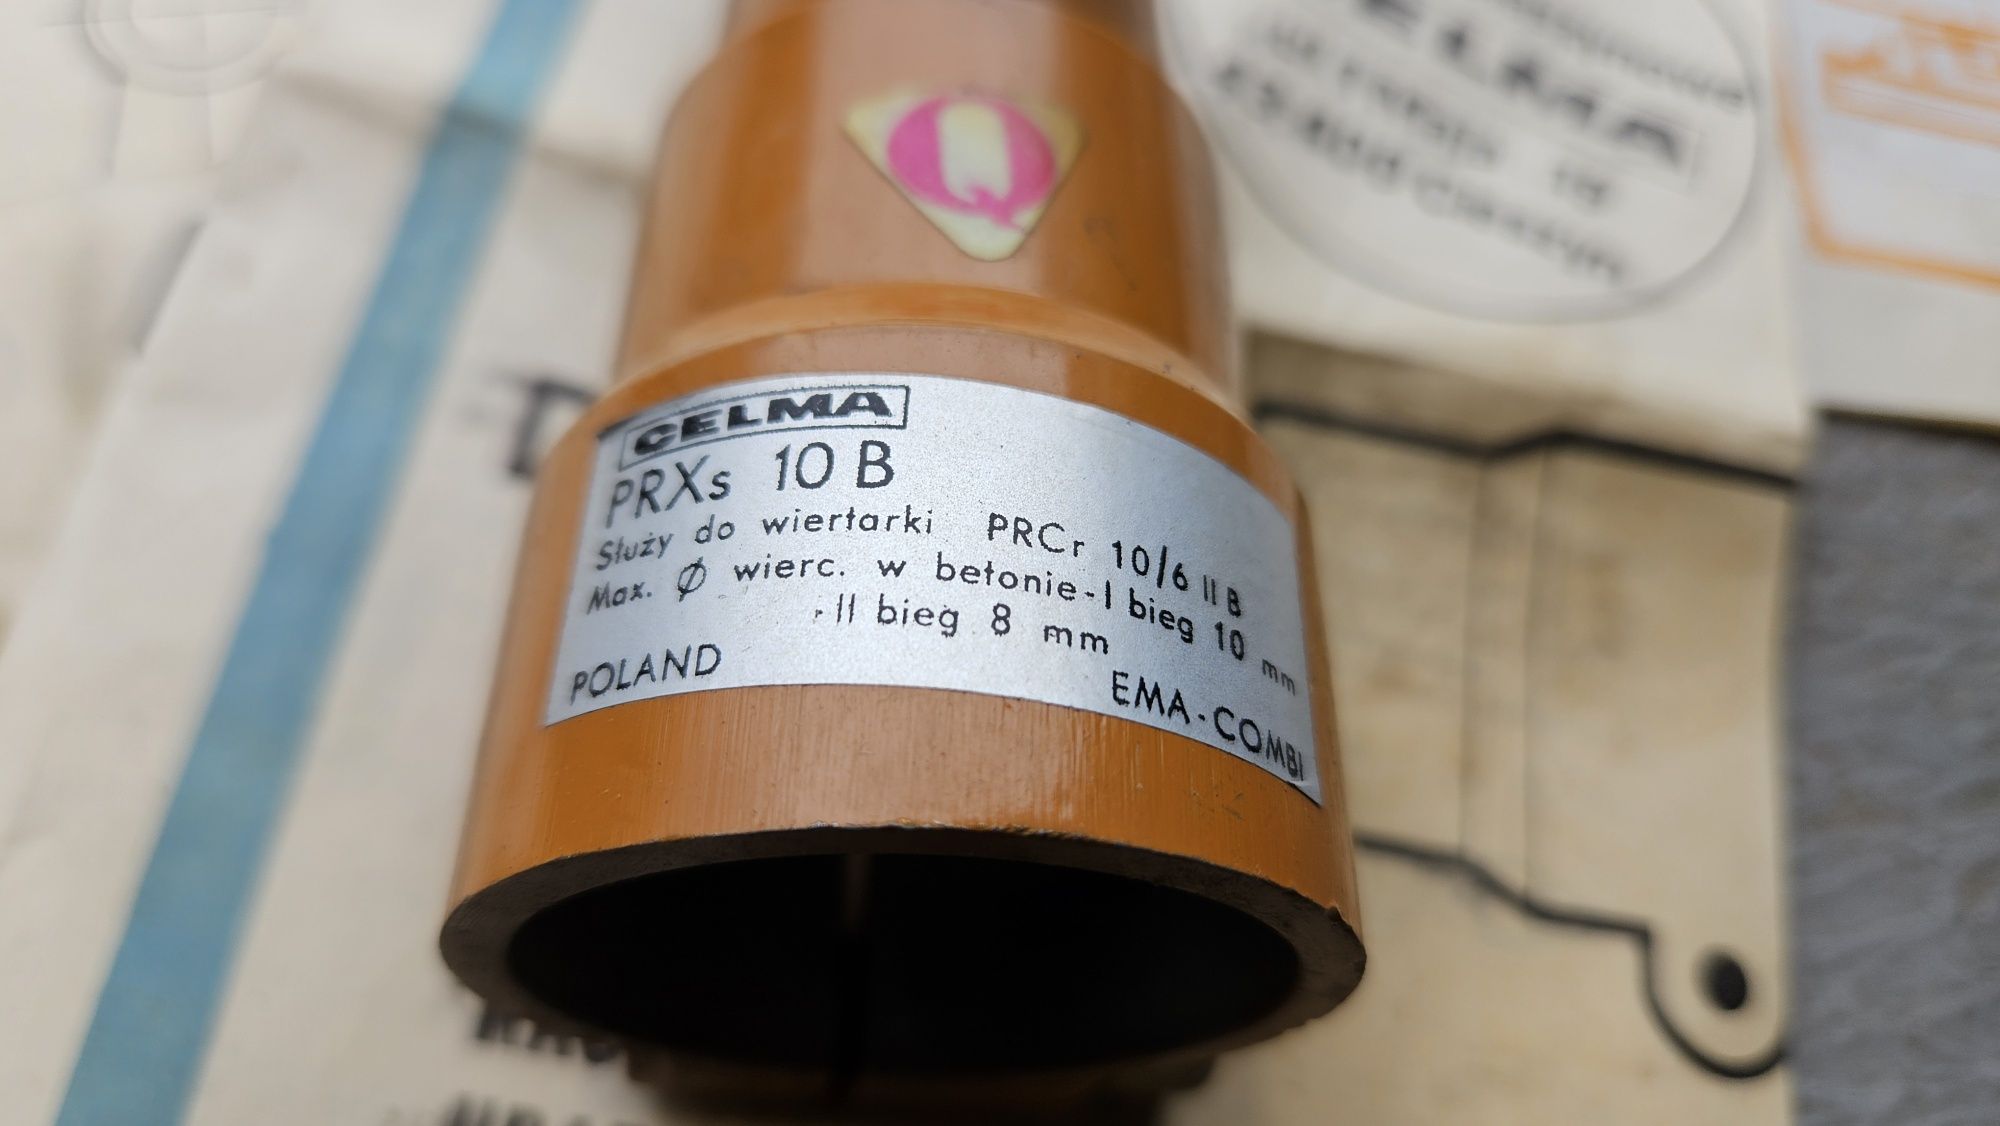 Q
CELMA
PRXs 10 B
Służy do wiertarki PRCr 10/6 II B
Max. Ø wierc. w betonie-I bieg 10 mm
-II bieg 8 mm
POLAND EMA-COMBI
CELMA